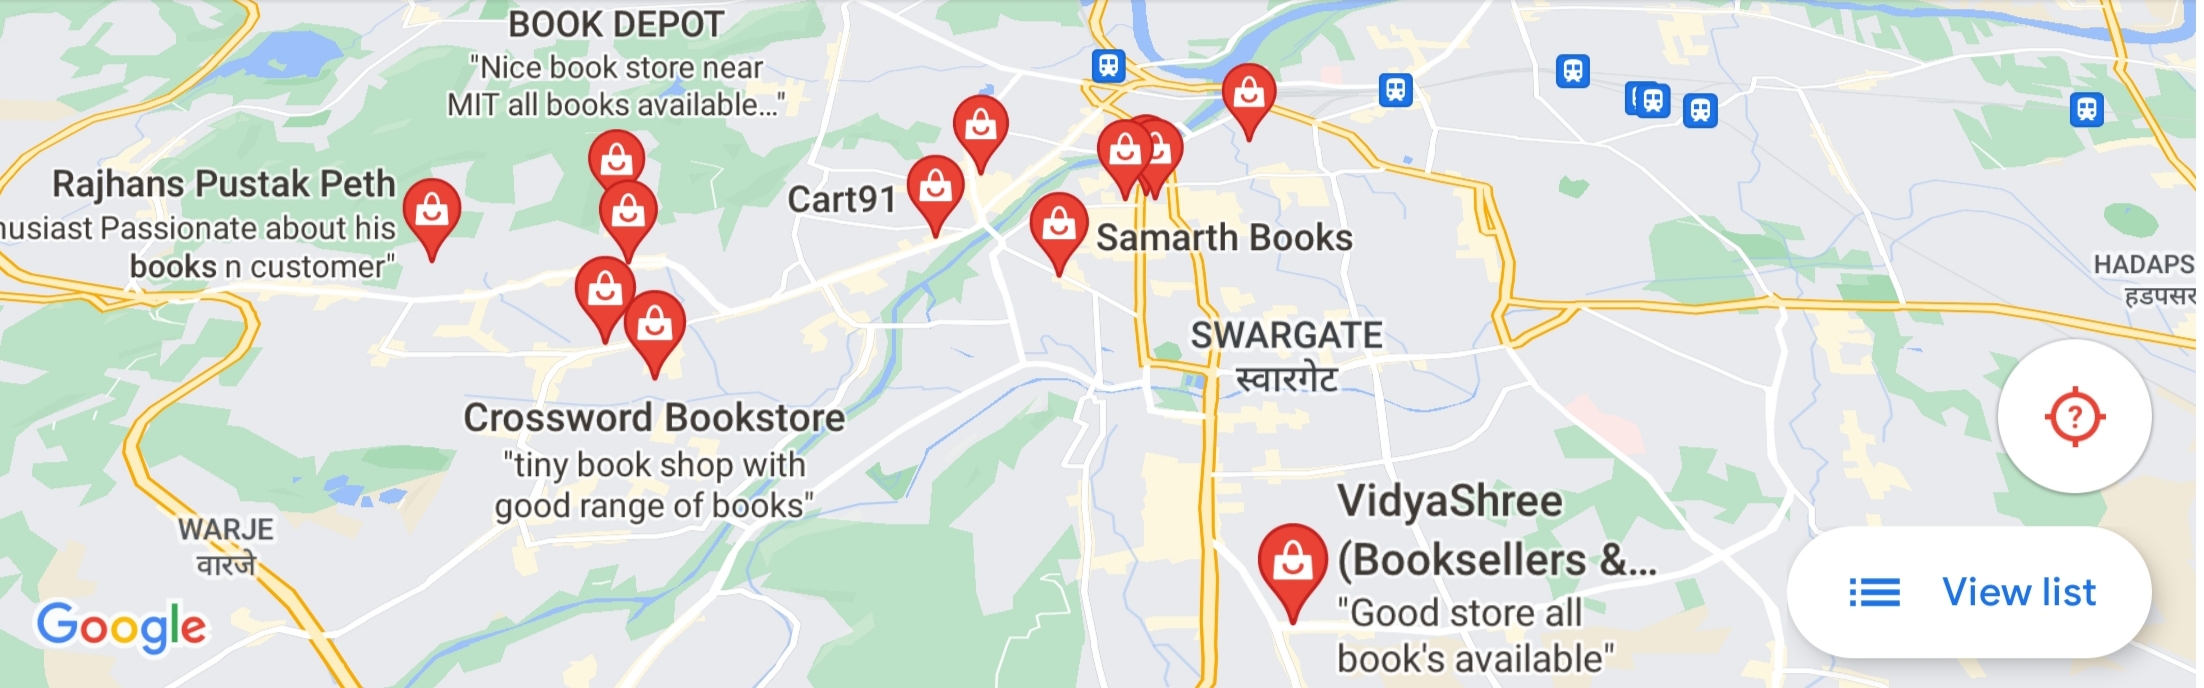 BOOK DEPOT
"Nice book store near
MIT all books available..."
Rajhans Pustak Peth
husiast Passionate about his
books n customer"
Cart91
Samarth Books
HADAPS
हडपसर
SWARGATE
स्वारगेट
Crossword Bookstore
"tiny book shop with
good range of books"
WARJE
वारजे
VidyaShree
(Booksellers &...
"Good store all
book's available"
?
View list
Google